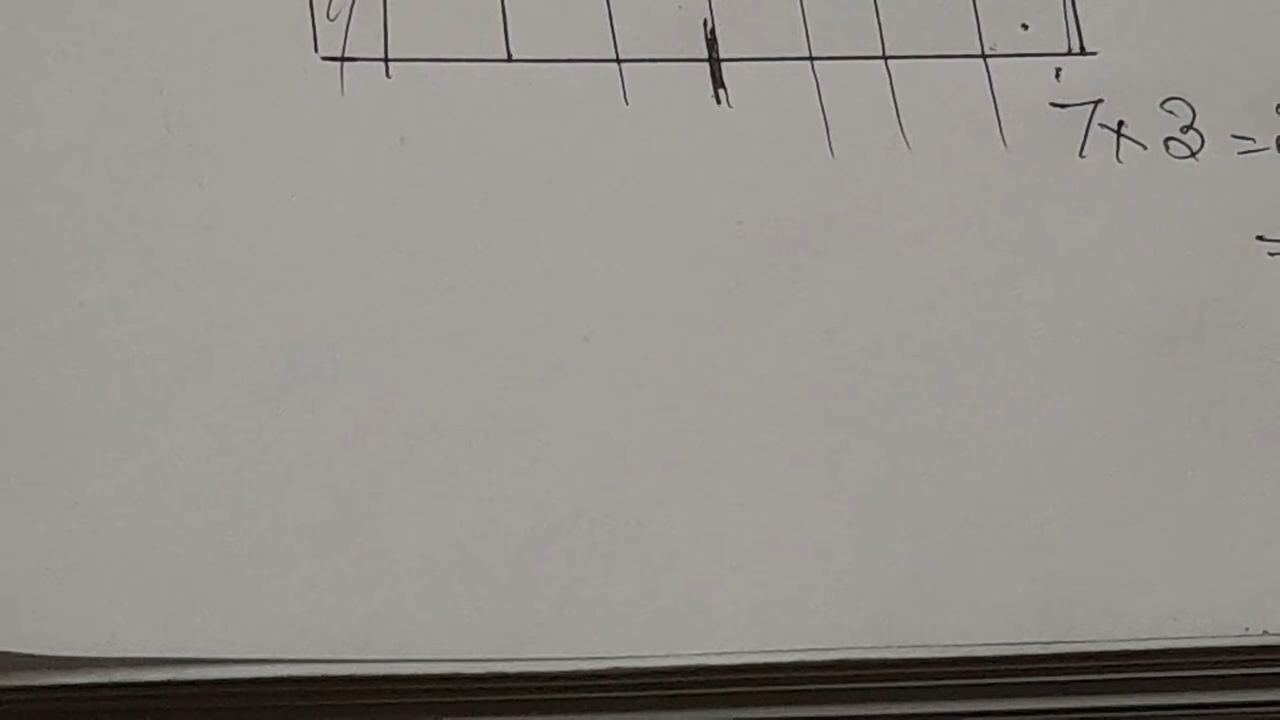 7 x 3 =
=